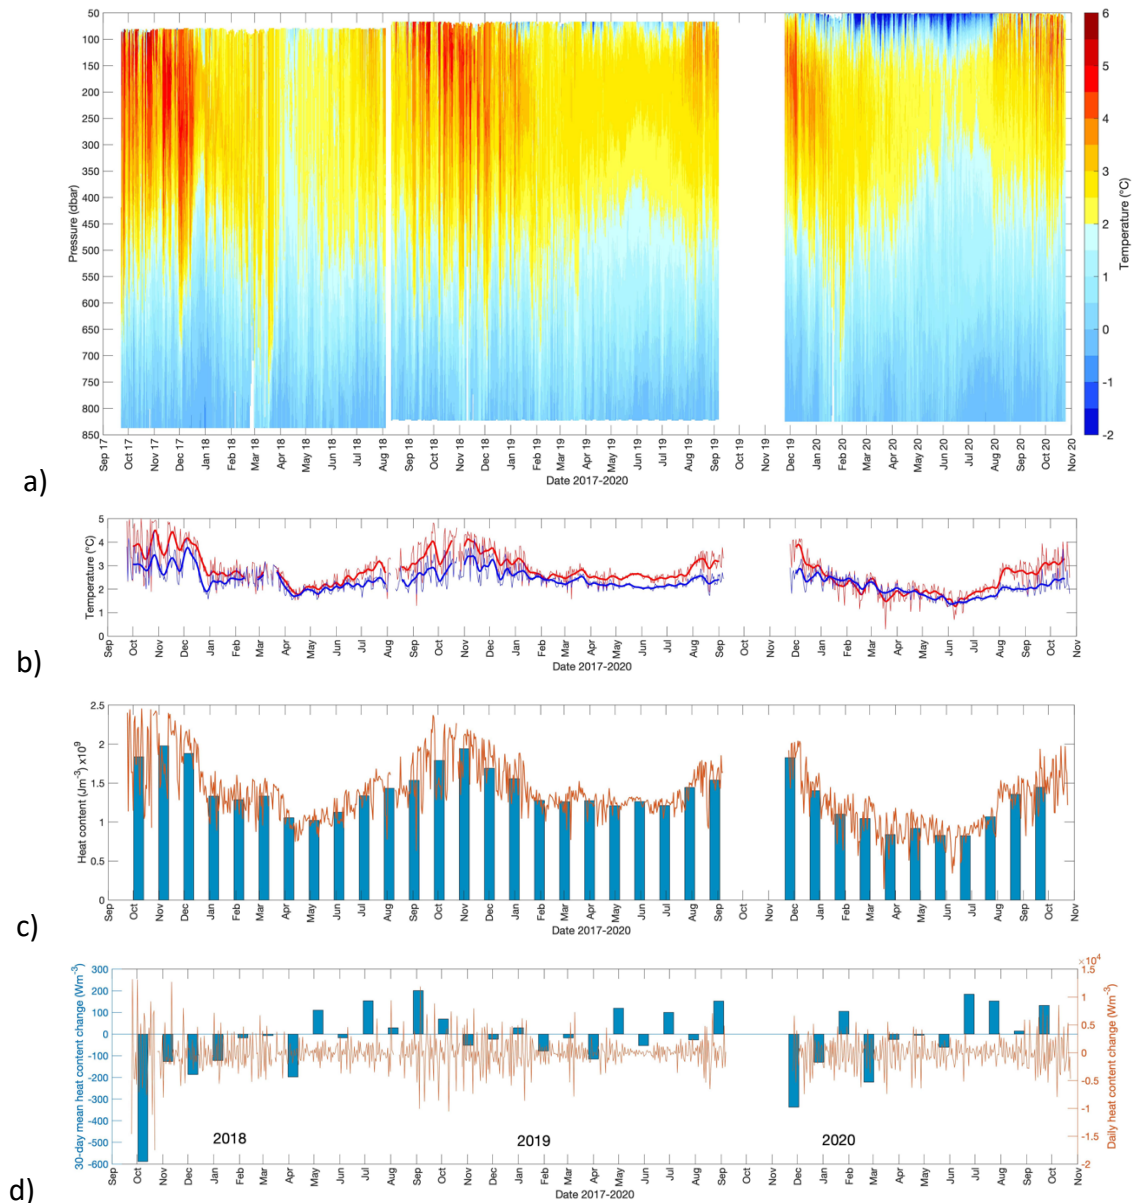 50
100
150
200
250
300
350
400
450
500
550
600
650
700
750
800
850
Pressure (dbar)
Sep 17
Oct 17
Nov 17
Dec 17
Jan 18
Feb 18
Mar 18
Apr 18
May 18
Jun 18
Jul 18
Aug 18
Sep 18
Oct 18
Nov 18
Dec 18
Jan 19
Feb 19
Mar 19
Apr 19
May 19
Jun 19
Jul 19
Aug 19
Sep 19
Oct 19
Nov 19
Dec 19
Jan 20
Feb 20
Mar 20
Apr 20
May 20
Jun 20
Jul 20
Aug 20
Sep 20
Oct 20
Nov 20
Date 2017-2020
6
5
4
3
2
1
0
-1
-2
Temperature (°C)
a)
5
4
3
2
1
0
Temperature (°C)
Sep
Oct
Nov
Dec
Jan
Feb
Mar
Apr
May
Jun
Jul
Aug
Sep
Oct
Nov
Dec
Jan
Feb
Mar
Apr
May
Jun
Jul
Aug
Sep
Oct
Nov
Dec
Jan
Feb
Mar
Apr
May
Jun
Jul
Aug
Sep
Oct
Nov
Date 2017-2020
b)
2.5
2
1.5
1
0.5
0
Heat content (Jm⁻³) x10⁹
Sep
Oct
Nov
Dec
Jan
Feb
Mar
Apr
May
Jun
Jul
Aug
Sep
Oct
Nov
Dec
Jan
Feb
Mar
Apr
May
Jun
Jul
Aug
Sep
Oct
Nov
Dec
Jan
Feb
Mar
Apr
May
Jun
Jul
Aug
Sep
Oct
Nov
Date 2017-2020
c)
300
200
100
0
-100
-200
-300
-400
-500
-600
30-day mean heat content change (Wm⁻³)
×10⁴
1.5
1
0.5
0
-0.5
-1
-1.5
-2
Daily heat content change (Wm⁻³)
2018
2019
2020
Sep
Oct
Nov
Dec
Jan
Feb
Mar
Apr
May
Jun
Jul
Aug
Sep
Oct
Nov
Dec
Jan
Feb
Mar
Apr
May
Jun
Jul
Aug
Sep
Oct
Nov
Dec
Jan
Feb
Mar
Apr
May
Jun
Jul
Aug
Sep
Oct
Nov
Date 2017-2020
d)